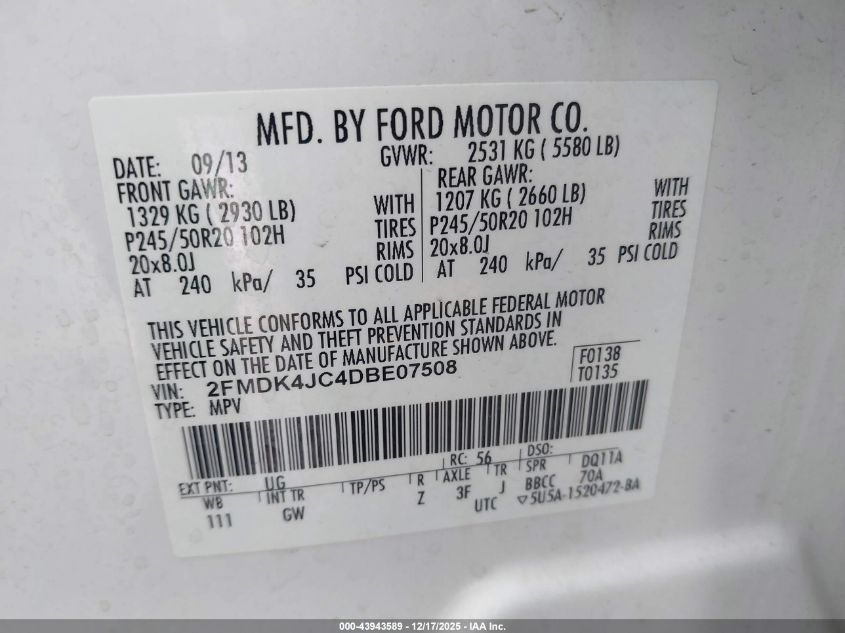 MFD. BY FORD MOTOR CO.
DATE: 09/13 GVWR: 2531 KG ( 5580 LB)
FRONT GAWR: REAR GAWR:
1329 KG ( 2930 LB) WITH 1207 KG ( 2660 LB) WITH
P245/50R20 102H TIRES P245/50R20 102H TIRES
20x8.0J RIMS 20x8.0J RIMS
AT 240 kPa/ 35 PSI COLD AT 240 kPa/ 35 PSI COLD
THIS VEHICLE CONFORMS TO ALL APPLICABLE FEDERAL MOTOR
VEHICLE SAFETY AND THEFT PREVENTION STANDARDS IN
EFFECT ON THE DATE OF MANUFACTURE SHOWN ABOVE.
VIN: 2FMDK4JC4DBE07508 F0138
TYPE: MPV T0135
EXT PNT: UG RC: 56 DSO:
WB INT TR TP/PS R AXLE TR SPR DQ11A
111 GW Z 3F J BBCC 70A
UTC ▽5U5A-1520472-BA
000-43943589 - 12/17/2025 - IAA Inc.